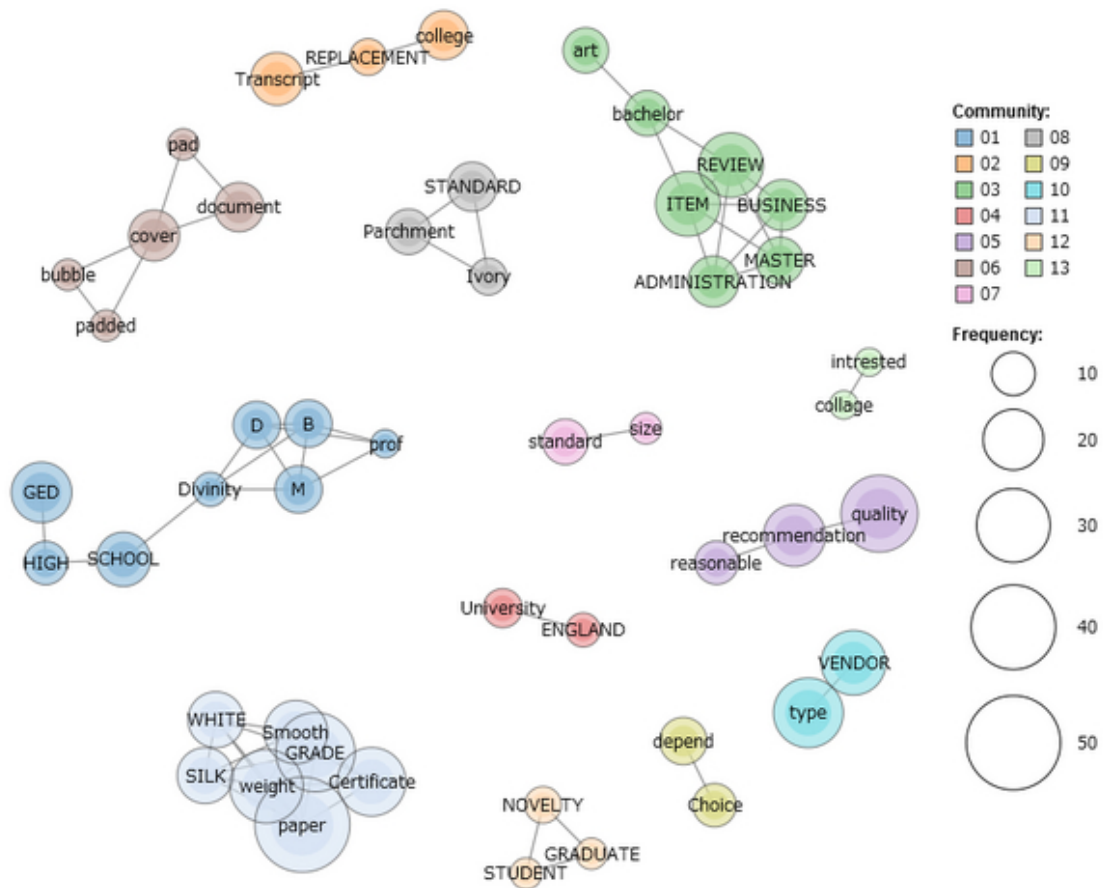 college
REPLACEMENT
Transcript
art
bachelor
REVIEW
ITEM
BUSINESS
MASTER
ADMINISTRATION
pad
document
cover
bubble
padded
STANDARD
Parchment
Ivory
Community:
01 08
02 09
03 10
04 11
05 12
06 13
07
Frequency:
10
20
30
40
50
intrested
collage
D
B
prof
Divinity
M
GED
HIGH
SCHOOL
standard
size
quality
recommendation
reasonable
University
ENGLAND
VENDOR
type
WHITE
Smooth
GRADE
SILK
weight
Certificate
paper
depend
Choice
NOVELTY
GRADUATE
STUDENT